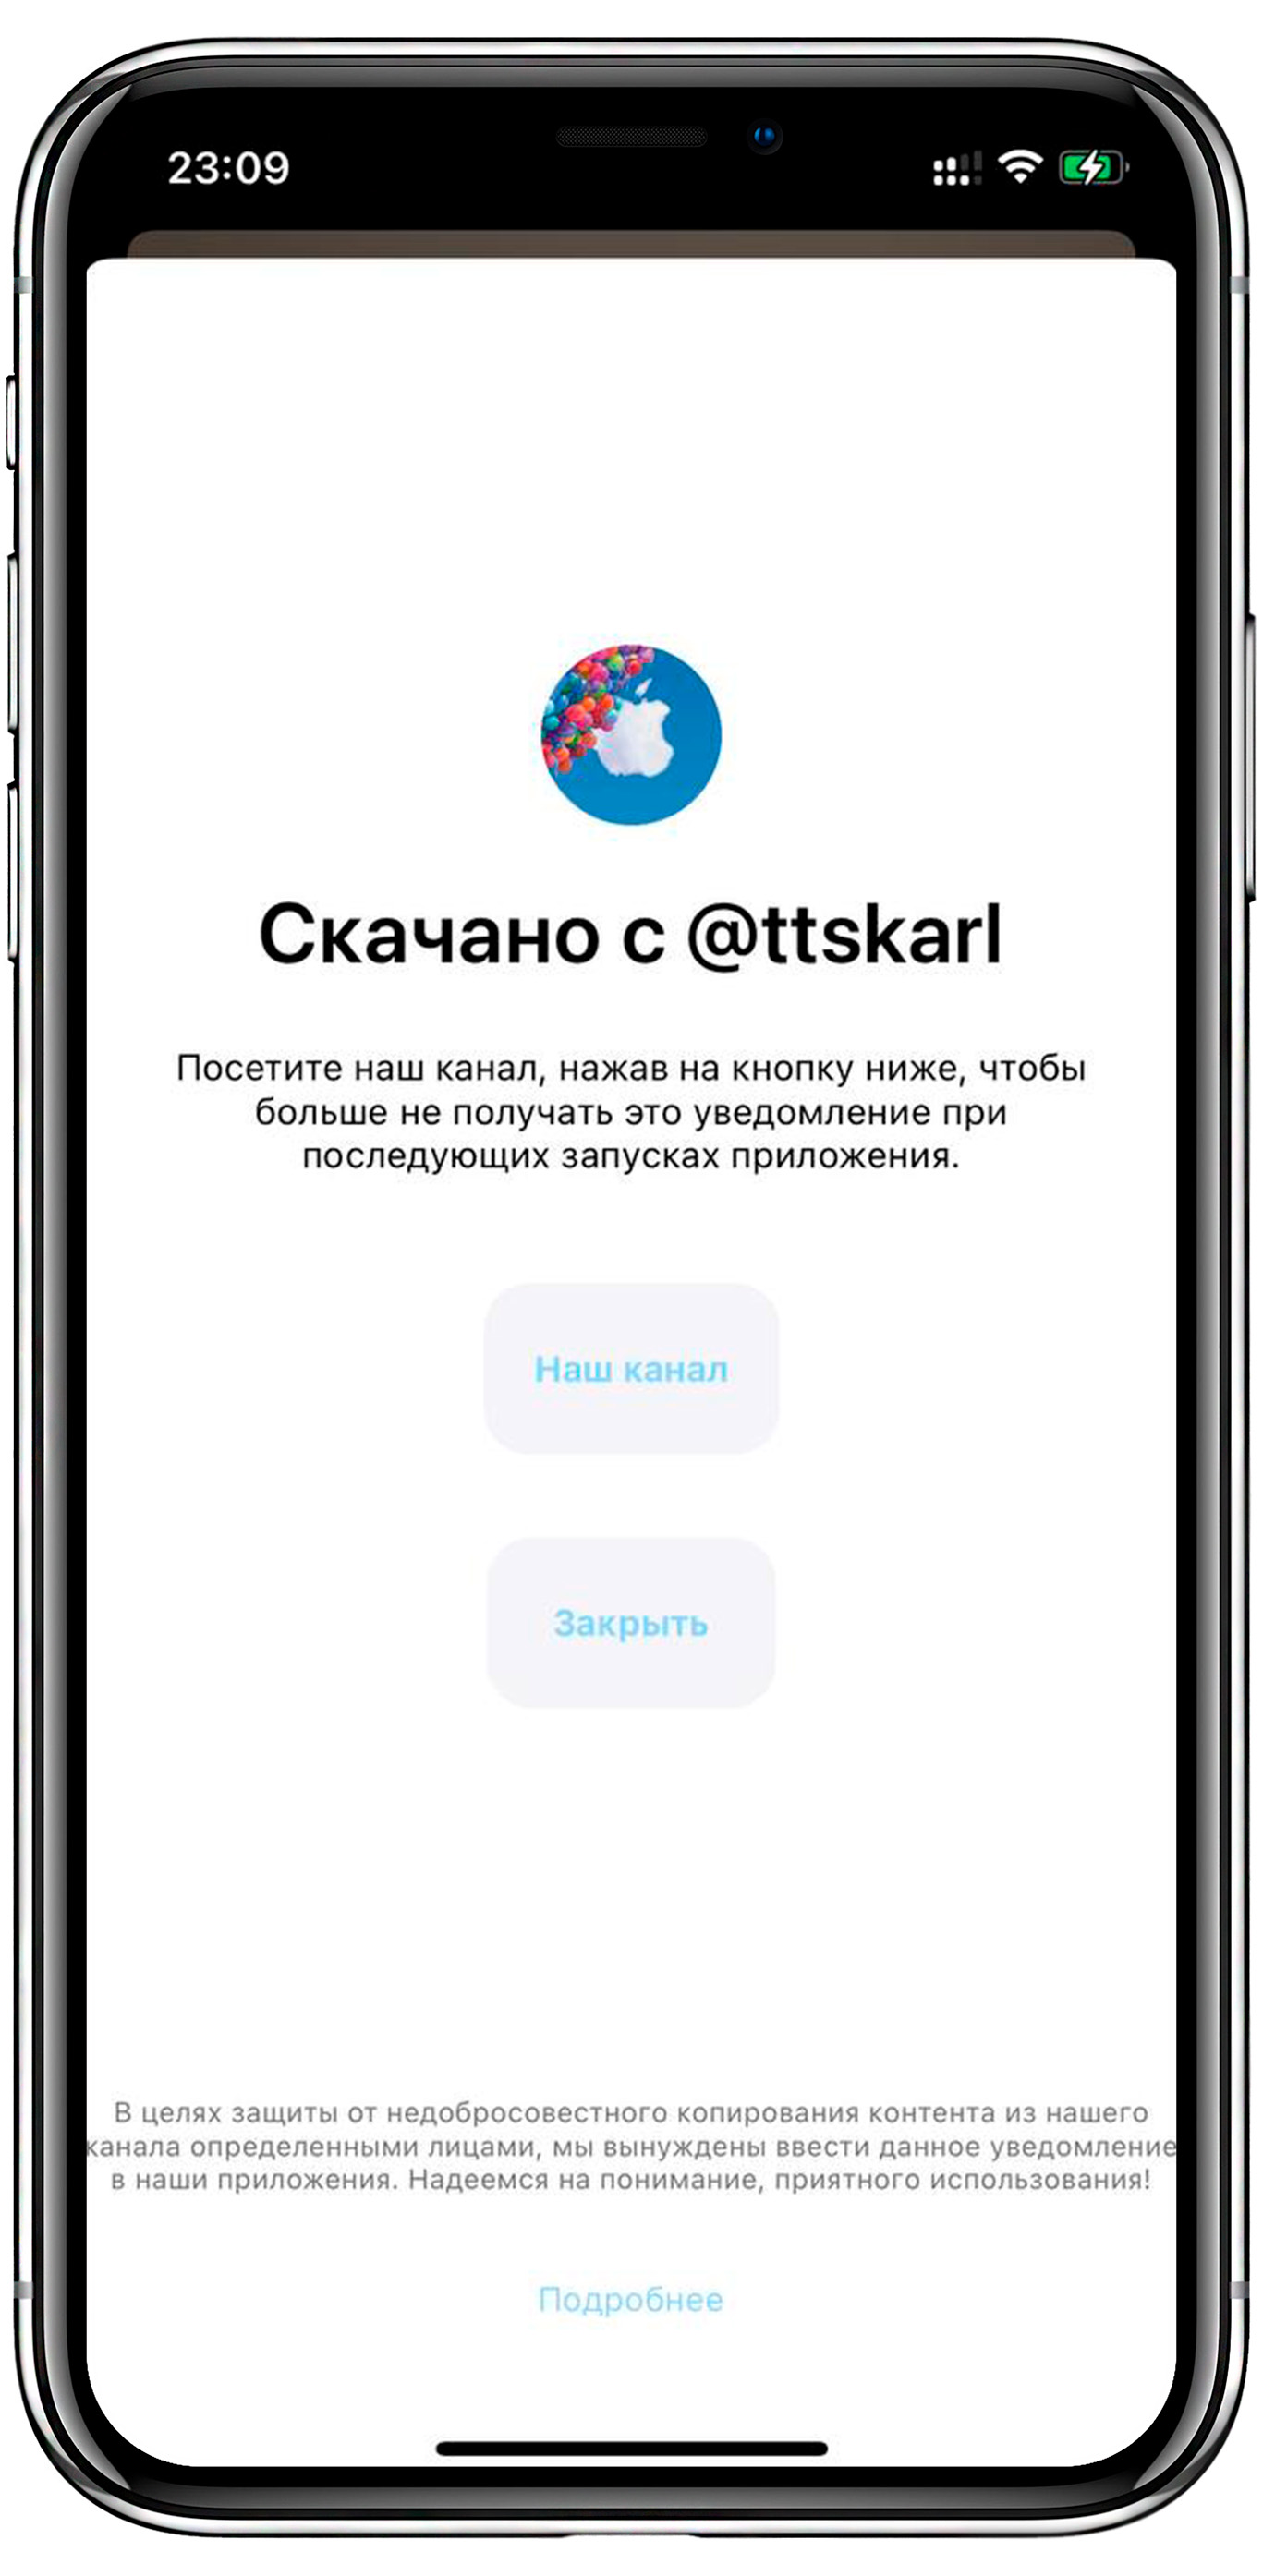 23:09
Скачано с @ttskarl
Посетите наш канал, нажав на кнопку ниже, чтобы
больше не получать это уведомление при
последующих запусках приложения.
Наш канал
Закрыть
В целях защиты от недобросовестного копирования контента из нашего
канала определенными лицами, мы вынуждены ввести данное уведомление
в наши приложения. Надеемся на понимание, приятного использования!
Подробнее